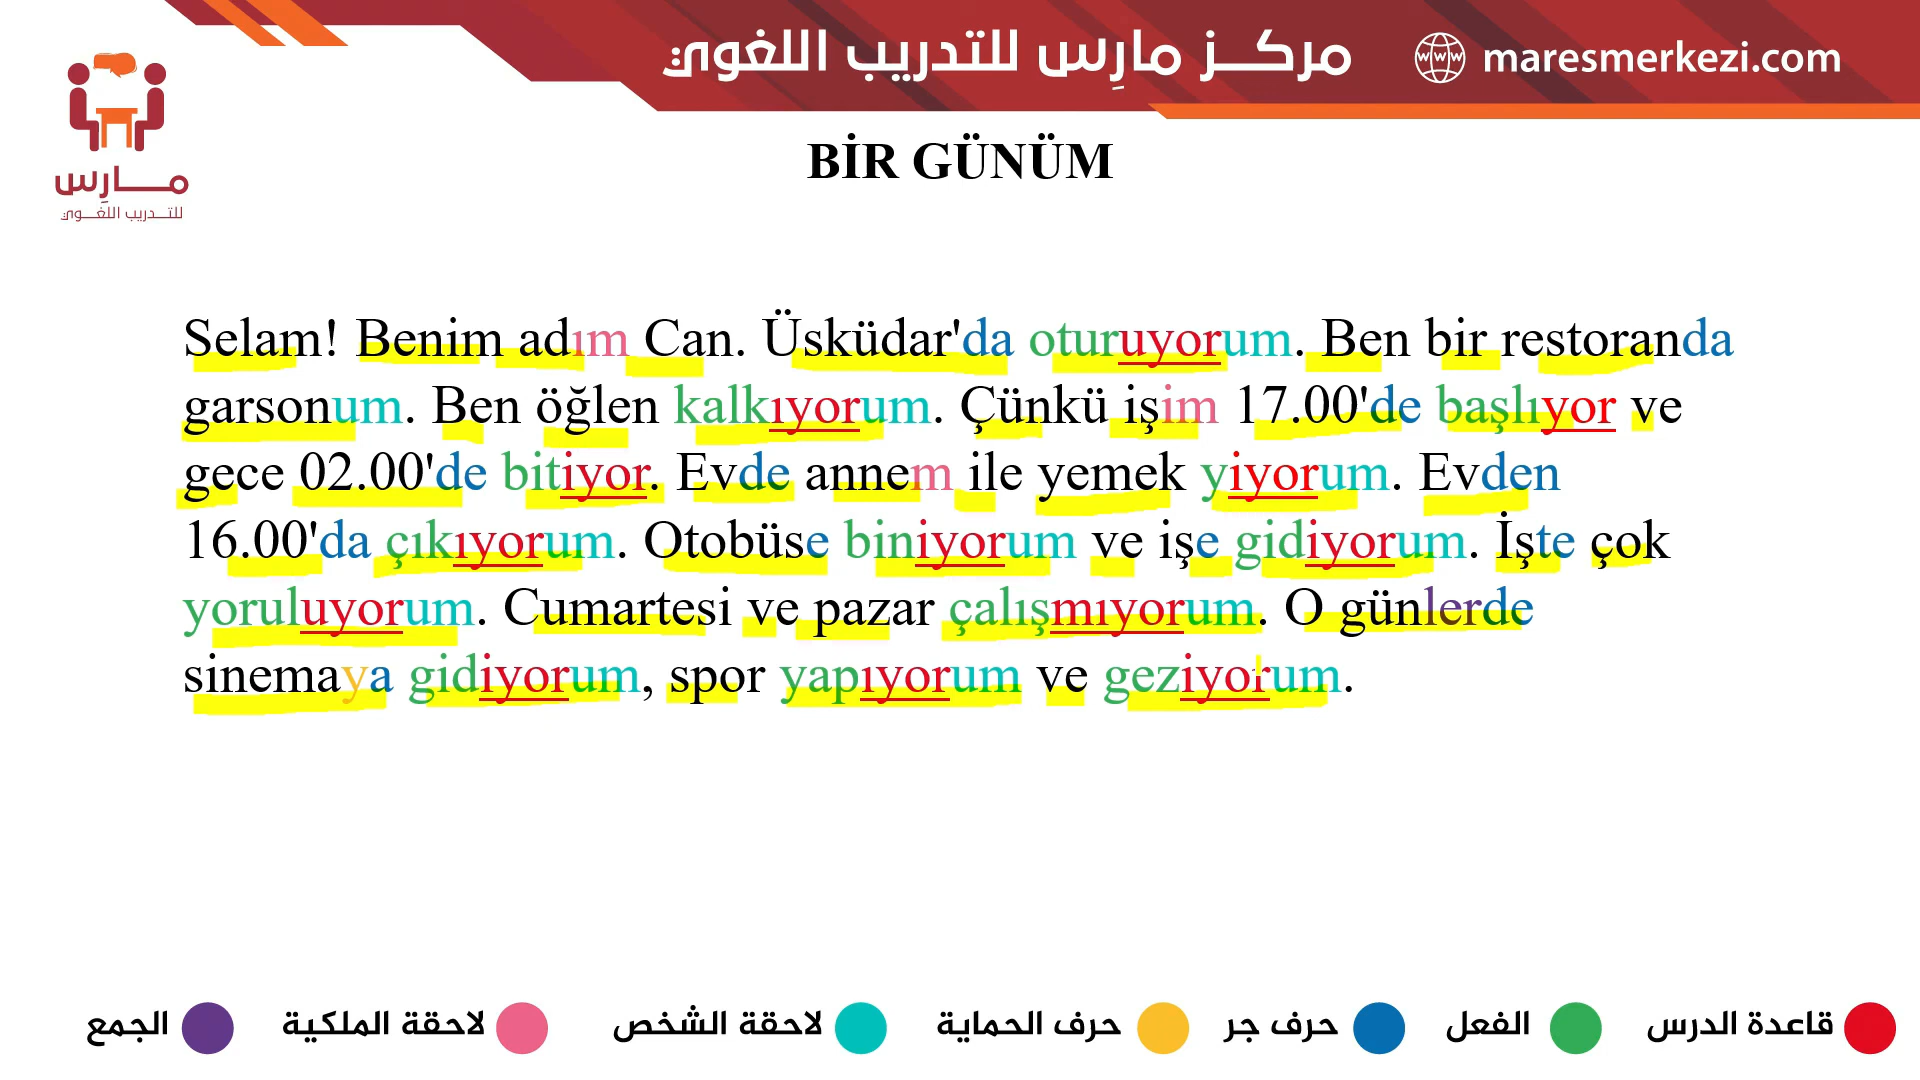 مركـــز مارِس للتدريب اللغوي
maresmerkezi.com
مـــارِس
للتـــدريب اللغـــوي
BİR GÜNÜM
Selam! Benim adım Can. Üsküdar'da oturuyorum. Ben bir restoranda
garsonum. Ben öğlen kalkıyorum. Çünkü işim 17.00'de başlıyor ve
gece 02.00'de bitiyor. Evde annem ile yemek yiyorum. Evden
16.00'da çıkıyorum. Otobüse biniyorum ve işe gidiyorum. İşte çok
yoruluyorum. Cumartesi ve pazar çalışmıyorum. O günlerde
sinemaya gidiyorum, spor yapıyorum ve geziyorum.
قاعدة الدرس الفعل حرف جر حرف الحماية لاحقة الشخص لاحقة الملكية الجمع